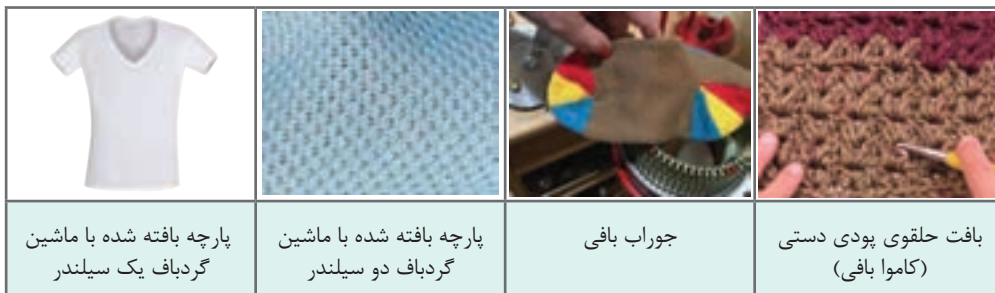 بافت حلقوی پودی دستی
(کاموا بافی)
جوراب بافی
پارچه بافته شده با ماشین
گردباف دو سیلندر
پارچه بافته شده با ماشین
گردباف یک سیلندر